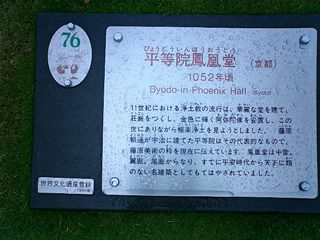 76
びょうどういんほうおうどう
平等院鳳凰堂 (京都)
1052年頃
Byodo-in Phoenix Hall (Kyoto)
11世紀における浄土教の流行は、華麗な堂を建て、
荘厳をつくし、金色に輝く阿弥陀像を安置し、この
世にありながら極楽浄土を見ようとしました。 藤原
頼通が宇治に建てた平等院はその代表的なもので、
藤原美術の粋を現在に伝えています。 鳳凰堂は中堂、
翼廊、尾廊からなり、すでに平安時代から天下に類
のない名建築としてもてはやされていました。
世界文化遺産登録